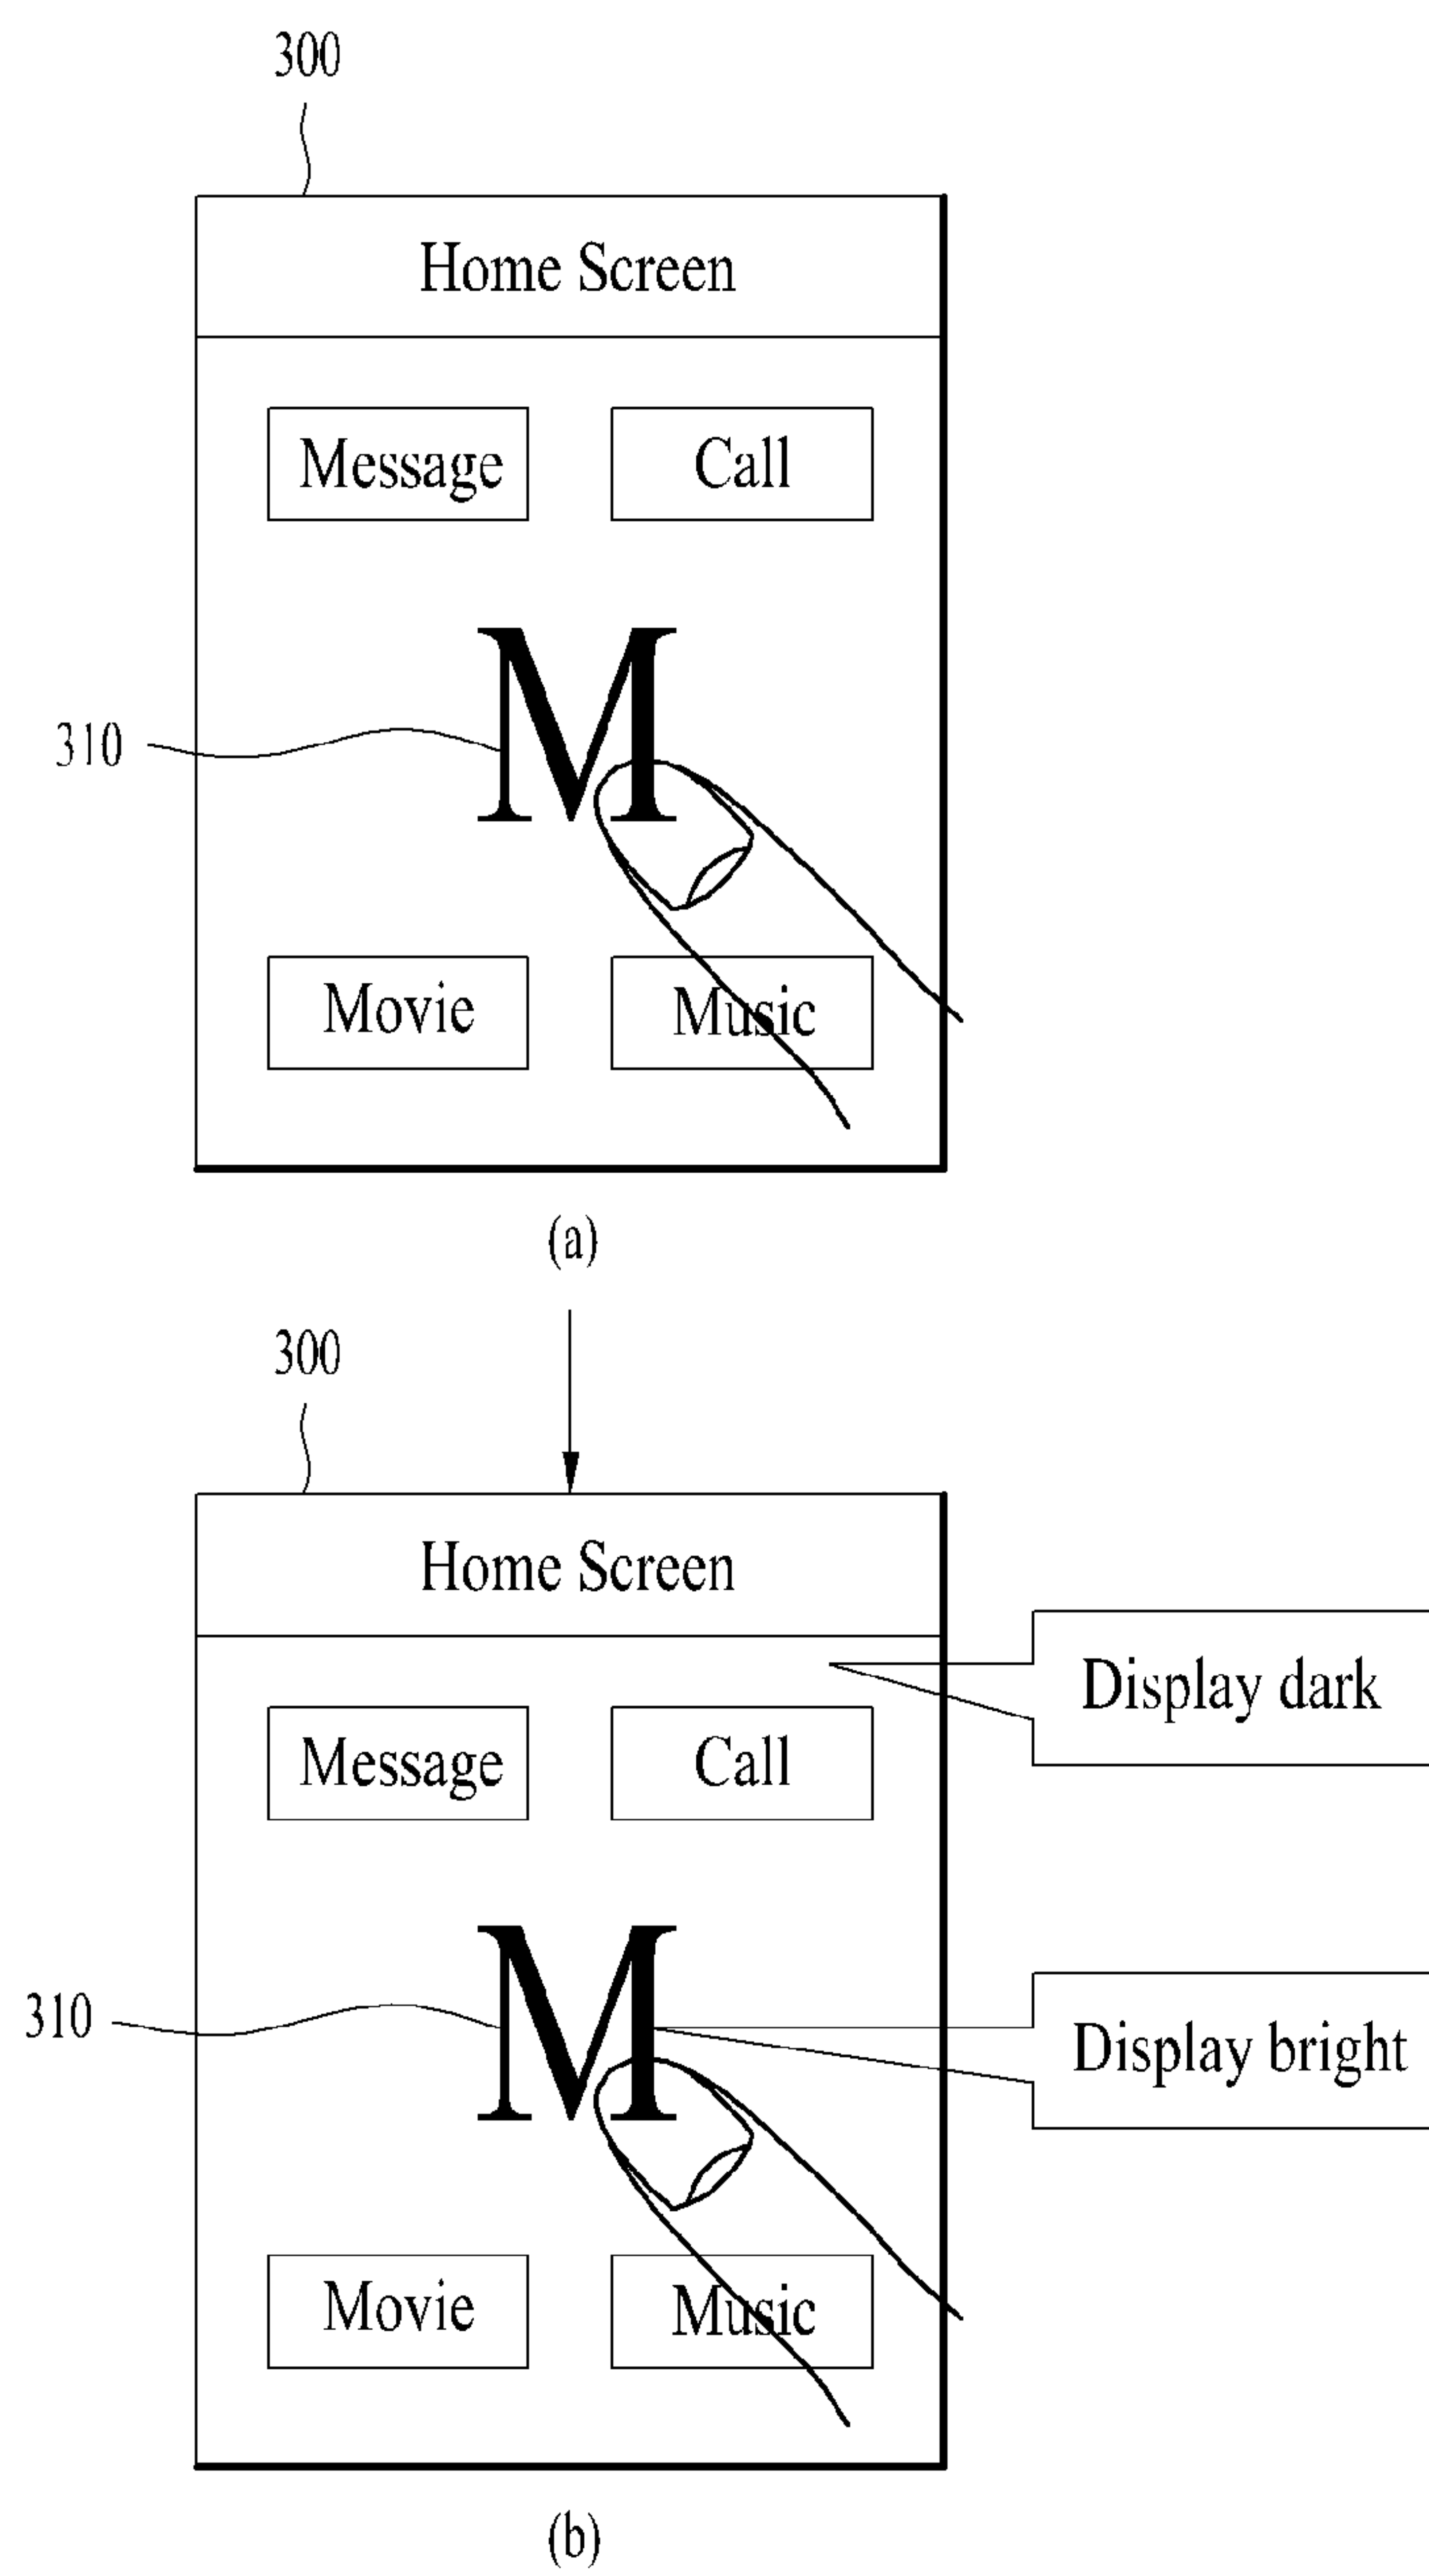 300
Home Screen
Message Call
M
310
Movie Music
(a)
300
Home Screen
Display dark
Message Call
M
310
Display bright
Movie Music
(b)